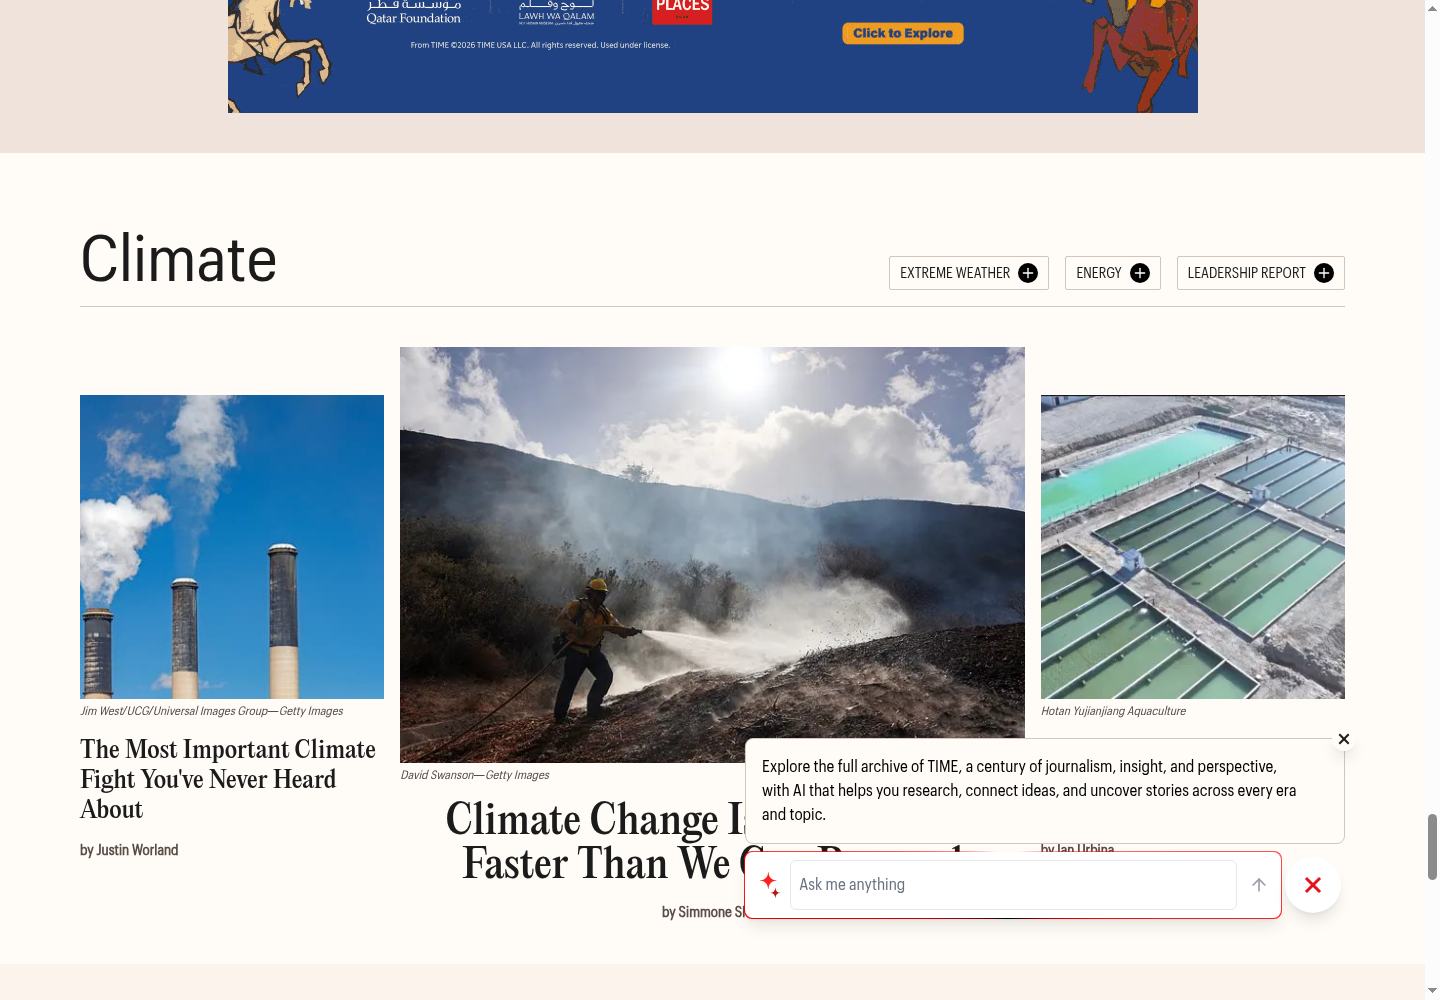 مؤسسة قطر
Qatar Foundation
لـوح وقـلـم
LAWH WA QALAM
PLACES
From TIME ©2026 TIME USA LLC. All rights reserved. Used under license.
Click to Explore
Climate
EXTREME WEATHER
ENERGY
LEADERSHIP REPORT
Jim West/UCG/Universal Images Group—Getty Images
The Most Important Climate
Fight You've Never Heard
About
by Justin Worland
David Swanson—Getty Images
Climate Change
Faster Than We
by Simmone
Hotan Yujianjiang Aquaculture
by Ian Urbina
Explore the full archive of TIME, a century of journalism, insight, and perspective,
with AI that helps you research, connect ideas, and uncover stories across every era
and topic.
Ask me anything